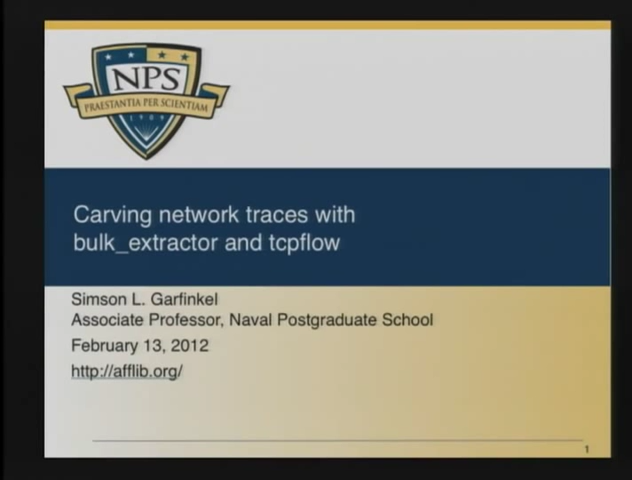 NPS
PRAESTANTIA PER SCIENTIAM
1909
Carving network traces with
bulk_extractor and tcpflow
Simson L. Garfinkel
Associate Professor, Naval Postgraduate School
February 13, 2012
http://afflib.org/
1